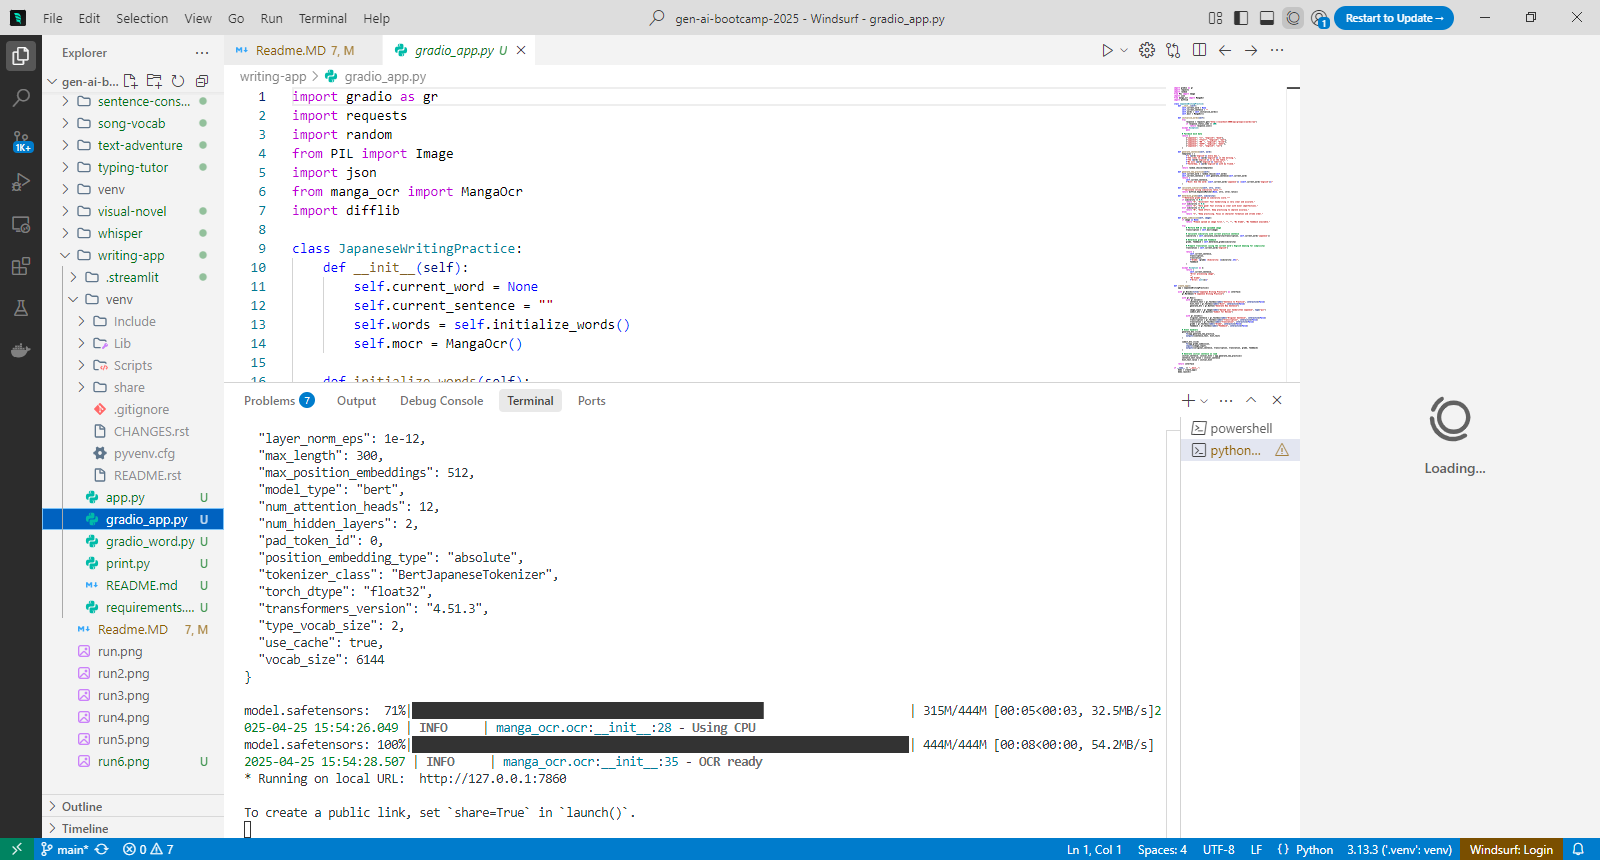 File Edit Selection View Go Run Terminal Help
gen-ai-bootcamp-2025 - Windsurf - gradio_app.py
1
Restart to Update →
Explorer
Readme.MD 7, M
gradio_app.py U
gen-ai-b...
writing-app > gradio_app.py
1K+
sentence-cons...
song-vocab
text-adventure
typing-tutor
venv
visual-novel
whisper
writing-app
.streamlit
venv
Include
Lib
Scripts
share
.gitignore
CHANGES.rst
pyvenv.cfg
README.rst
app.py U
gradio_app.py U
gradio_word.py U
print.py U
README.md U
requirements.... U
Readme.MD 7, M
run.png
run2.png
run3.png
run4.png
run5.png
run6.png U
Outline
Timeline
1 import gradio as gr
2 import requests
3 import random
4 from PIL import Image
5 import json
6 from manga_ocr import MangaOcr
7 import difflib
8
9 class JapaneseWritingPractice:
10 def __init__(self):
11 self.current_word = None
12 self.current_sentence = ""
13 self.words = self.initialize_words()
14 self.mocr = MangaOcr()
15
16 def initialize_words(self):
Problems 7 Output Debug Console Terminal Ports
powershell
python...
"layer_norm_eps": 1e-12,
"max_length": 300,
"max_position_embeddings": 512,
"model_type": "bert",
"num_attention_heads": 12,
"num_hidden_layers": 2,
"pad_token_id": 0,
"position_embedding_type": "absolute",
"tokenizer_class": "BertJapaneseTokenizer",
"torch_dtype": "float32",
"transformers_version": "4.51.3",
"type_vocab_size": 2,
"use_cache": true,
"vocab_size": 6144
}
model.safetensors: 71%| | 315M/444M [00:05<00:03, 32.5MB/s]2
025-04-25 15:54:26.049 | INFO | manga_ocr.ocr:__init__:28 - Using CPU
model.safetensors: 100%| | 444M/444M [00:08<00:00, 54.2MB/s]
2025-04-25 15:54:28.507 | INFO | manga_ocr.ocr:__init__:35 - OCR ready
* Running on local URL: http://127.0.0.1:7860
To create a public link, set `share=True` in `launch()`.
Loading...
main* 0 7
Ln 1, Col 1 Spaces: 4 UTF-8 LF {} Python 3.13.3 ('.venv': venv) Windsurf: Login